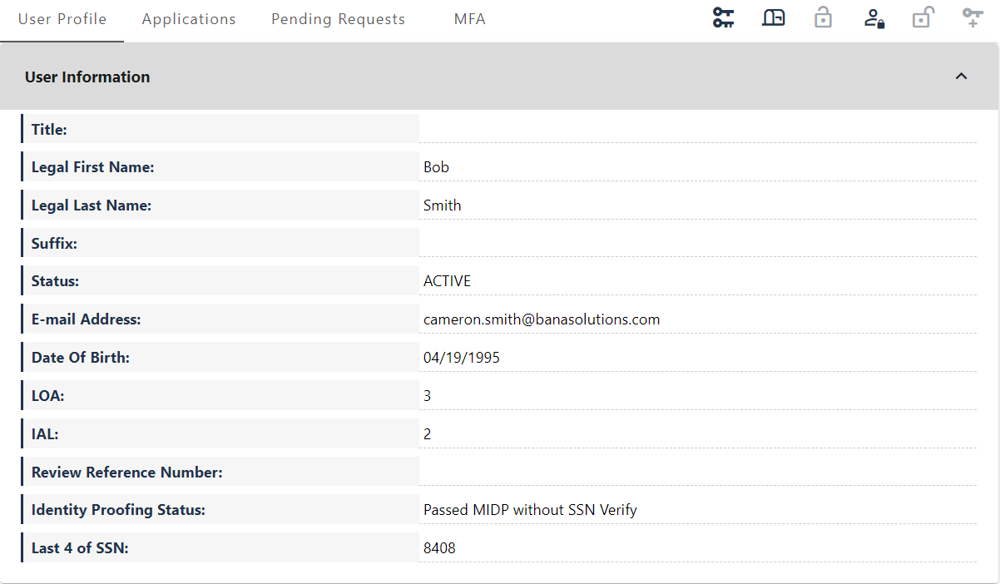 User Profile Applications Pending Requests MFA
User Information
Title:
Legal First Name: Bob
Legal Last Name: Smith
Suffix:
Status: ACTIVE
E-mail Address: cameron.smith@banasolutions.com
Date Of Birth: 04/19/1995
LOA: 3
IAL: 2
Review Reference Number:
Identity Proofing Status: Passed MIDP without SSN Verify
Last 4 of SSN: 8408